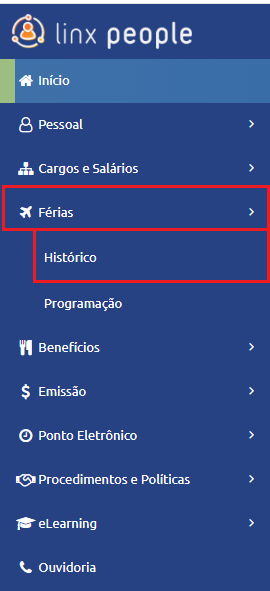 linx people
Início
Pessoal
Cargos e Salários
Férias
Histórico
Programação
Benefícios
Emissão
Ponto Eletrônico
Procedimentos e Políticas
eLearning
Ouvidoria